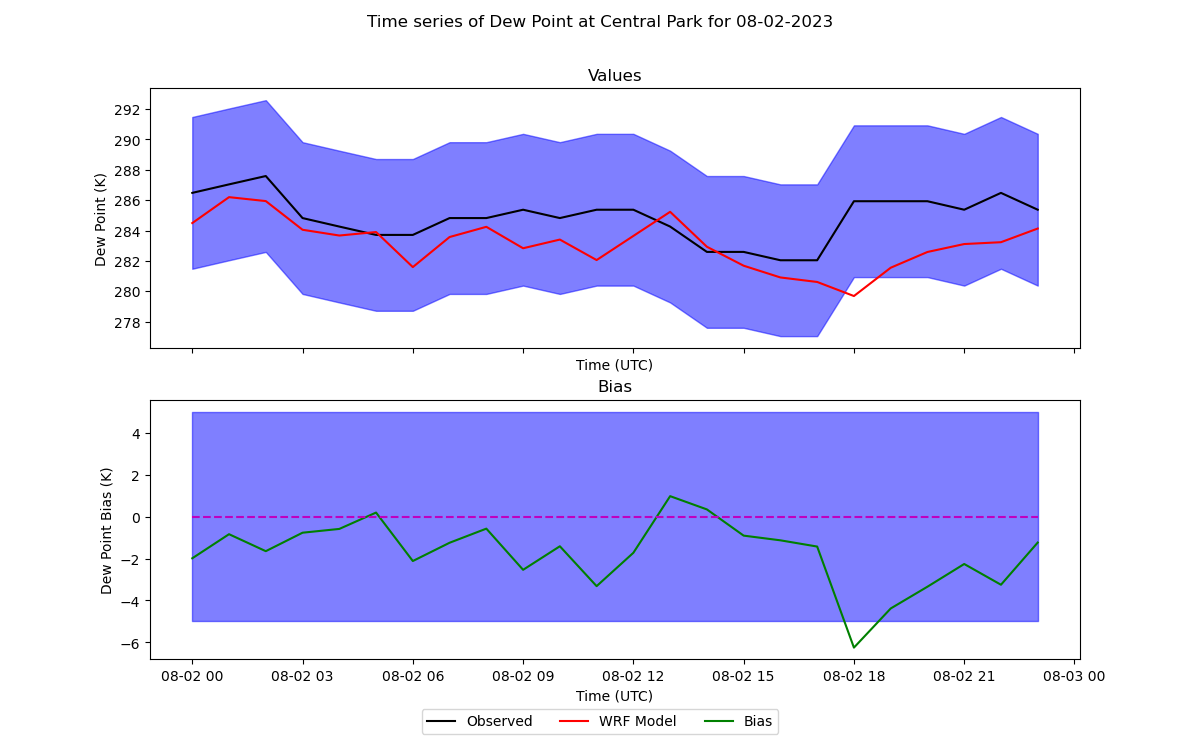 Time series of Dew Point at Central Park for 08-02-2023
Values
Dew Point (K)
292
290
288
286
284
282
280
278
Time (UTC)
Bias
Dew Point Bias (K)
4
2
0
−2
−4
−6
08-02 00 08-02 03 08-02 06 08-02 09 08-02 12 08-02 15 08-02 18 08-02 21 08-03 00
Time (UTC)
Observed WRF Model Bias